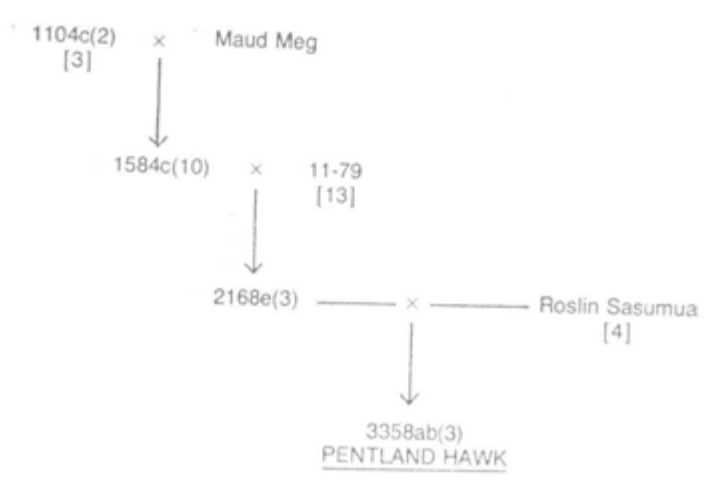 1104c(2) × Maud Meg
[3]
1584c(10) × 11-79
[13]
2168e(3) × Roslin Sasumua
[4]
3358ab(3)
PENTLAND HAWK